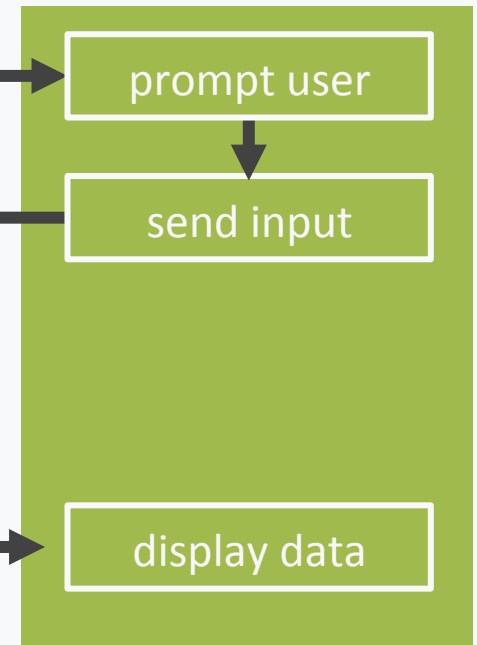 prompt user
send input
display data